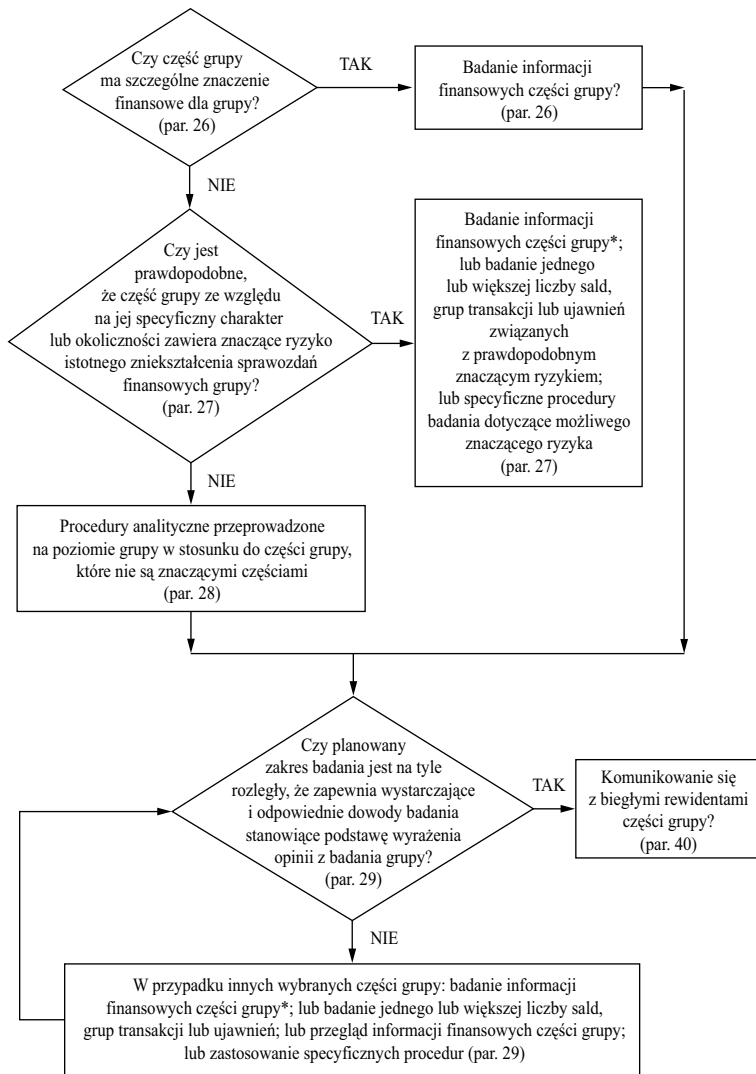 Czy część grupy
ma szczególne znaczenie
finansowe dla grupy?
(par. 26)
TAK
Badanie informacji
finansowych części grupy?
(par. 26)
NIE
Czy jest
prawdopodobne,
że część grupy ze względu
na jej specyficzny charakter
lub okoliczności zawiera znaczące ryzyko
istotnego zniekształcenia sprawozdań
finansowych grupy?
(par. 27)
TAK
Badanie informacji
finansowych części grupy*;
lub badanie jednego
lub większej liczby sald,
grup transakcji lub ujawnień
związanych
z prawdopodobnym
znaczącym ryzykiem;
lub specyficzne procedury
badania dotyczące możliwego
znaczącego ryzyka
(par. 27)
NIE
Procedury analityczne przeprowadzone
na poziomie grupy w stosunku do części grupy,
które nie są znaczącymi częściami
(par. 28)
Czy planowany
zakres badania jest na tyle
rozległy, że zapewnia wystarczające
i odpowiednie dowody badania
stanowiące podstawę wyrażenia
opinii z badania grupy?
(par. 29)
TAK
Komunikowanie się
z biegłymi rewidentami
części grupy?
(par. 40)
NIE
W przypadku innych wybranych części grupy: badanie informacji
finansowych części grupy*; lub badanie jednego lub większej liczby sald,
grup transakcji lub ujawnień; lub przegląd informacji finansowych części grupy;
lub zastosowanie specyficznych procedur (par. 29)